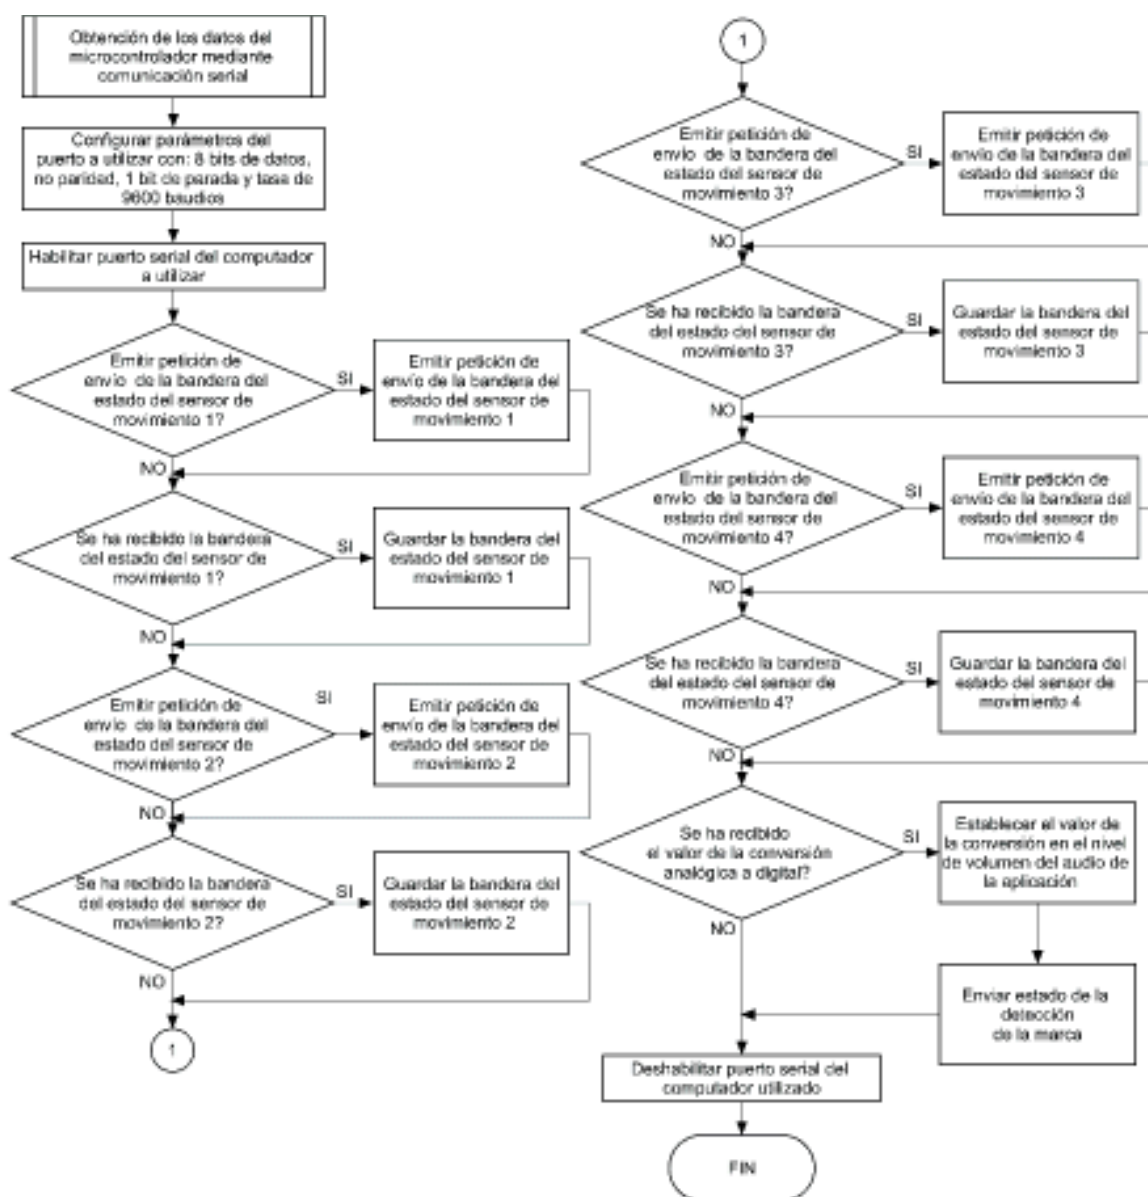 Obtención de los datos del
microcontrolador mediante
comunicación serial
Configurar parámetros del
puerto a utilizar con: 8 bits de datos,
no paridad, 1 bit de parada y tasa de
9600 baudios
Habilitar puerto serial del computador
a utilizar
Emitir petición de
envío de la bandera del
estado del sensor de
movimiento 1?
SI
Emitir petición de
envío de la bandera del
estado del sensor de
movimiento 1
NO
Se ha recibido la bandera
del estado del sensor de
movimiento 1?
SI
Guardar la bandera del
estado del sensor de
movimiento 1
NO
Emitir petición de
envío de la bandera del
estado del sensor de
movimiento 2?
SI
Emitir petición de
envío de la bandera del
estado del sensor de
movimiento 2
NO
Se ha recibido la bandera
del estado del sensor de
movimiento 2?
SI
Guardar la bandera del
estado del sensor de
movimiento 2
NO
1
1
Emitir petición de
envío de la bandera del
estado del sensor de
movimiento 3?
SI
Emitir petición de
envío de la bandera del
estado del sensor de
movimiento 3
NO
Se ha recibido la bandera
del estado del sensor de
movimiento 3?
SI
Guardar la bandera del
estado del sensor de
movimiento 3
NO
Emitir petición de
envío de la bandera del
estado del sensor de
movimiento 4?
SI
Emitir petición de
envío de la bandera del
estado del sensor de
movimiento 4
NO
Se ha recibido la bandera
del estado del sensor de
movimiento 4?
SI
Guardar la bandera del
estado del sensor de
movimiento 4
NO
Se ha recibido
el valor de la conversión
analógica a digital?
SI
Establecer el valor de
la conversión en el nivel
de volumen del audio de
la aplicación
NO
Enviar estado de la
detección
de la marca
Deshabilitar puerto serial del
computador utilizado
FIN